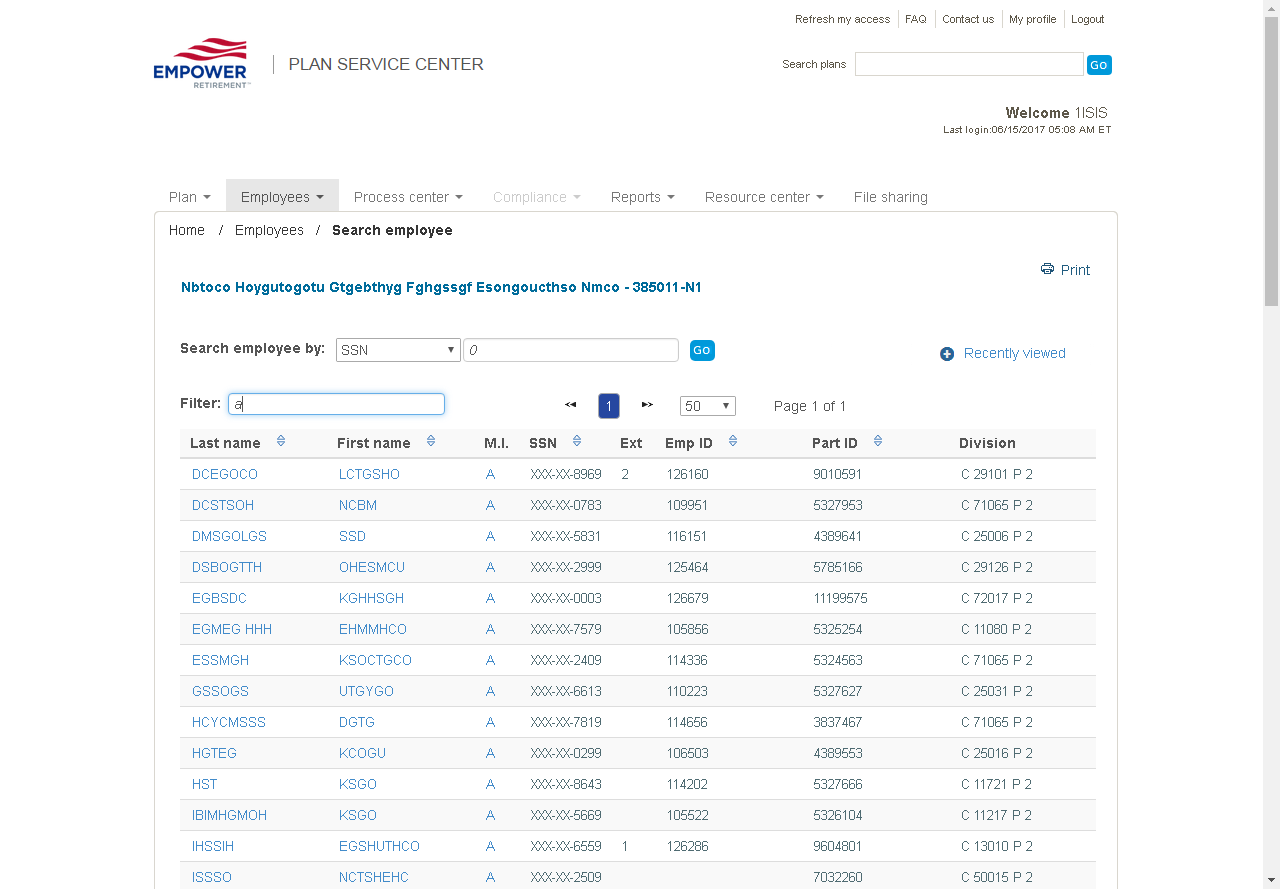 Refresh my access FAQ Contact us My profile Logout
EMPOWER RETIREMENT™ PLAN SERVICE CENTER
Search plans Go
Welcome 1ISIS
Last login:06/15/2017 05:08 AM ET
Plan Employees Process center Compliance Reports Resource center File sharing
Home / Employees / Search employee
Print
Nbtoco Hoygutogotu Gtgebthyg Fghgssgf Esongoucthso Nmco - 385011-N1
Search employee by: SSN 0 Go Recently viewed
Filter: a 1 50 Page 1 of 1
Last name First name M.I. SSN Ext Emp ID Part ID Division
DCEGOCO LCTGSHO A XXX-XX-8969 2 126160 9010591 C 29101 P 2
DCSTSOH NCBM A XXX-XX-0783 109951 5327953 C 71065 P 2
DMSGOLGS SSD A XXX-XX-5831 116151 4389641 C 25006 P 2
DSBOGTTH OHESMCU A XXX-XX-2999 125464 5785166 C 29126 P 2
EGBSDC KGHHSGH A XXX-XX-0003 126679 11199575 C 72017 P 2
EGMEG HHH EHMMHCO A XXX-XX-7579 105856 5325254 C 11080 P 2
ESSMGH KSOCTGCO A XXX-XX-2409 114336 5324563 C 71065 P 2
GSSOGS UTGYGO A XXX-XX-6613 110223 5327627 C 25031 P 2
HCYCMSSS DGTG A XXX-XX-7819 114656 3837467 C 71065 P 2
HGTEG KCOGU A XXX-XX-0299 106503 4389553 C 25016 P 2
HST KSGO A XXX-XX-8643 114202 5327666 C 11721 P 2
IBIMHGMOH KSGO A XXX-XX-5669 105522 5326104 C 11217 P 2
IHSSIH EGSHUTHCO A XXX-XX-6559 1 126286 9604801 C 13010 P 2
ISSSO NCTSHEHC A XXX-XX-2509 7032260 C 50015 P 2